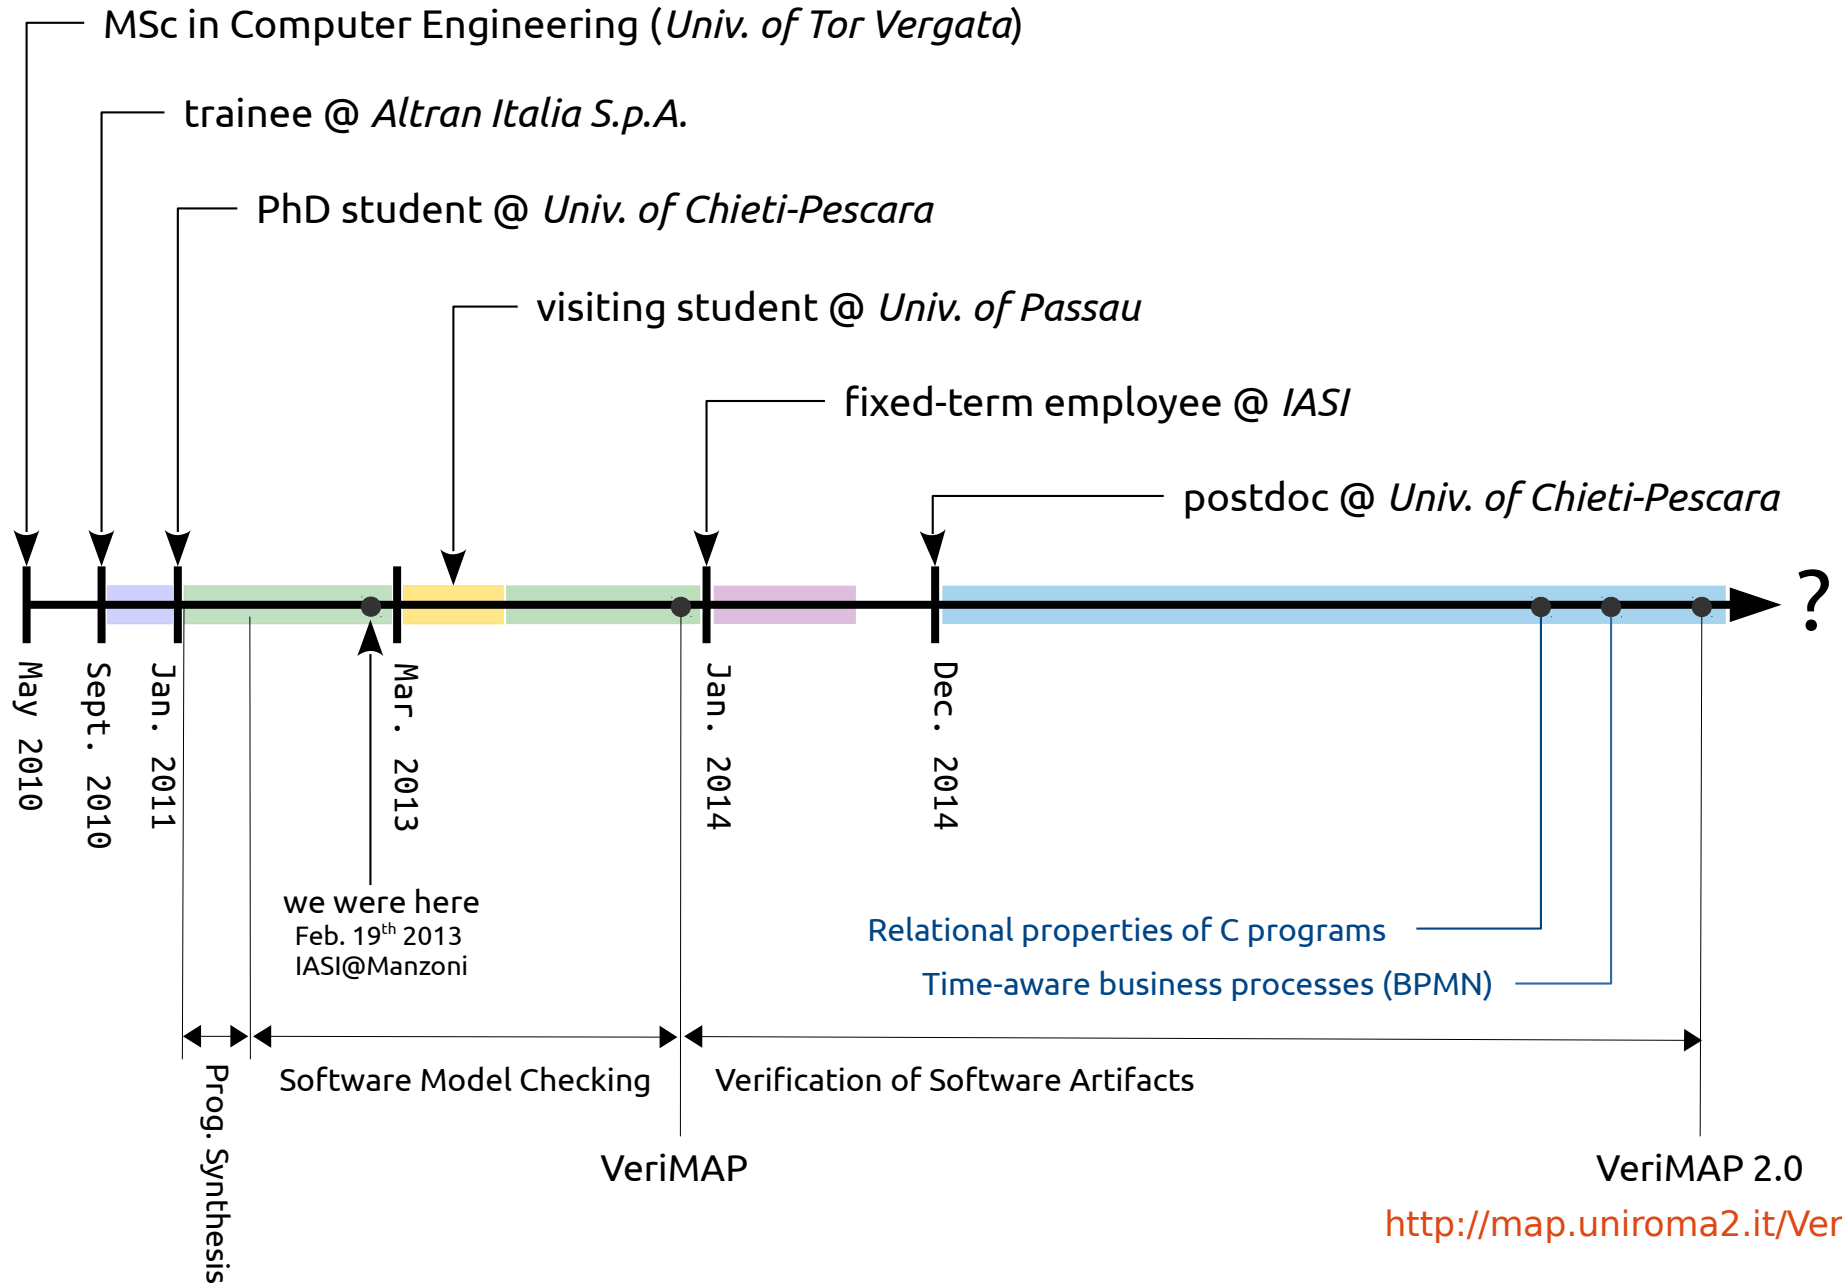 MSc in Computer Engineering (Univ. of Tor Vergata)
trainee @ Altran Italia S.p.A.
PhD student @ Univ. of Chieti-Pescara
visiting student @ Univ. of Passau
fixed-term employee @ IASI
postdoc @ Univ. of Chieti-Pescara
?
May 2010
Sept. 2010
Jan. 2011
Mar. 2013
Jan. 2014
Dec. 2014
we were here
Feb. 19th 2013
IASI@Manzoni
Relational properties of C programs
Time-aware business processes (BPMN)
Prog. Synthesis
Software Model Checking
Verification of Software Artifacts
VeriMAP
VeriMAP 2.0
http://map.uniroma2.it/Ver